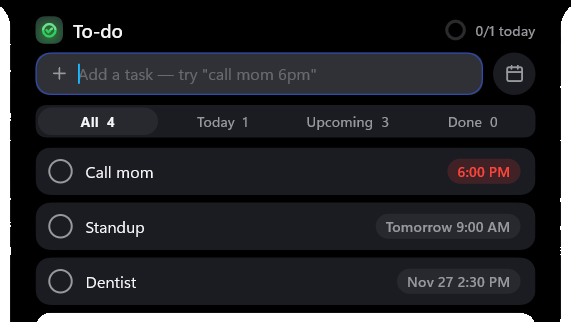 To-do
0/1 today
Add a task — try "call mom 6pm"
All 4
Today 1
Upcoming 3
Done 0
Call mom
6:00 PM
Standup
Tomorrow 9:00 AM
Dentist
Nov 27 2:30 PM